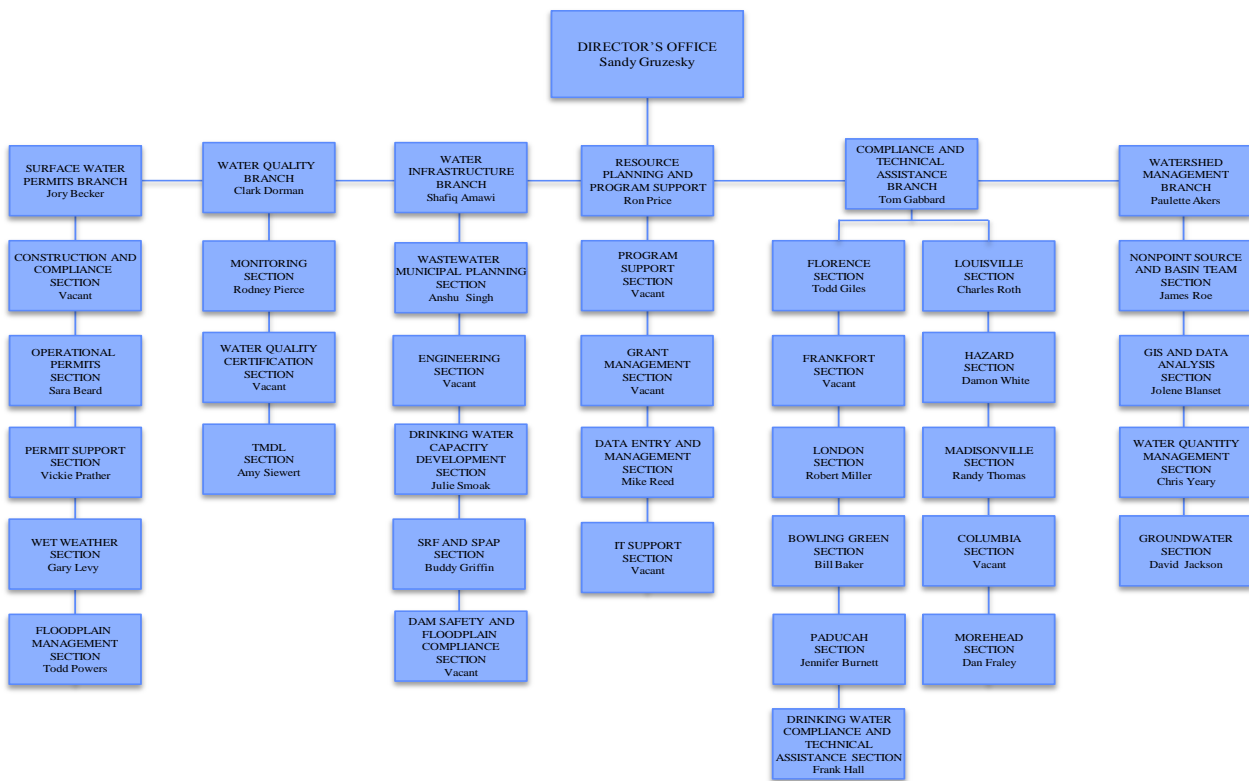 DIRECTOR'S OFFICE
Sandy Gruzesky
SURFACE WATER
PERMITS BRANCH
Jory Becker
WATER QUALITY
BRANCH
Clark Dorman
WATER
INFRASTRUCTURE
BRANCH
Shafiq Amawi
RESOURCE
PLANNING AND
PROGRAM SUPPORT
Ron Price
COMPLIANCE AND
TECHNICAL
ASSISTANCE
BRANCH
Tom Gabbard
WATERSHED
MANAGEMENT
BRANCH
Paulette Akers
CONSTRUCTION AND
COMPLIANCE
SECTION
Vacant
MONITORING
SECTION
Rodney Pierce
WASTEWATER
MUNICIPAL PLANNING
SECTION
Anshu Singh
PROGRAM
SUPPORT
SECTION
Vacant
FLORENCE
SECTION
Todd Giles
LOUISVILLE
SECTION
Charles Roth
NONPOINT SOURCE
AND BASIN TEAM
SECTION
James Roe
OPERATIONAL
PERMITS
SECTION
Sara Beard
WATER QUALITY
CERTIFICATION
SECTION
Vacant
ENGINEERING
SECTION
Vacant
GRANT
MANAGEMENT
SECTION
Vacant
FRANKFORT
SECTION
Vacant
HAZARD
SECTION
Damon White
GIS AND DATA
ANALYSIS
SECTION
Jolene Blanset
PERMIT SUPPORT
SECTION
Vickie Prather
TMDL
SECTION
Amy Siewert
DRINKING WATER
CAPACITY
DEVELOPMENT
SECTION
Julie Smoak
DATA ENTRY AND
MANAGEMENT
SECTION
Mike Reed
LONDON
SECTION
Robert Miller
MADISONVILLE
SECTION
Randy Thomas
WATER QUANTITY
MANAGEMENT
SECTION
Chris Yeary
WET WEATHER
SECTION
Gary Levy
SRF AND SPAP
SECTION
Buddy Griffin
IT SUPPORT
SECTION
Vacant
BOWLING GREEN
SECTION
Bill Baker
COLUMBIA
SECTION
Vacant
GROUNDWATER
SECTION
David Jackson
FLOODPLAIN
MANAGEMENT
SECTION
Todd Powers
DAM SAFETY AND
FLOODPLAIN
COMPLIANCE
SECTION
Vacant
PADUCAH
SECTION
Jennifer Burnett
MOREHEAD
SECTION
Dan Fraley
DRINKING WATER
COMPLIANCE AND
TECHNICAL
ASSISTANCE SECTION
Frank Hall